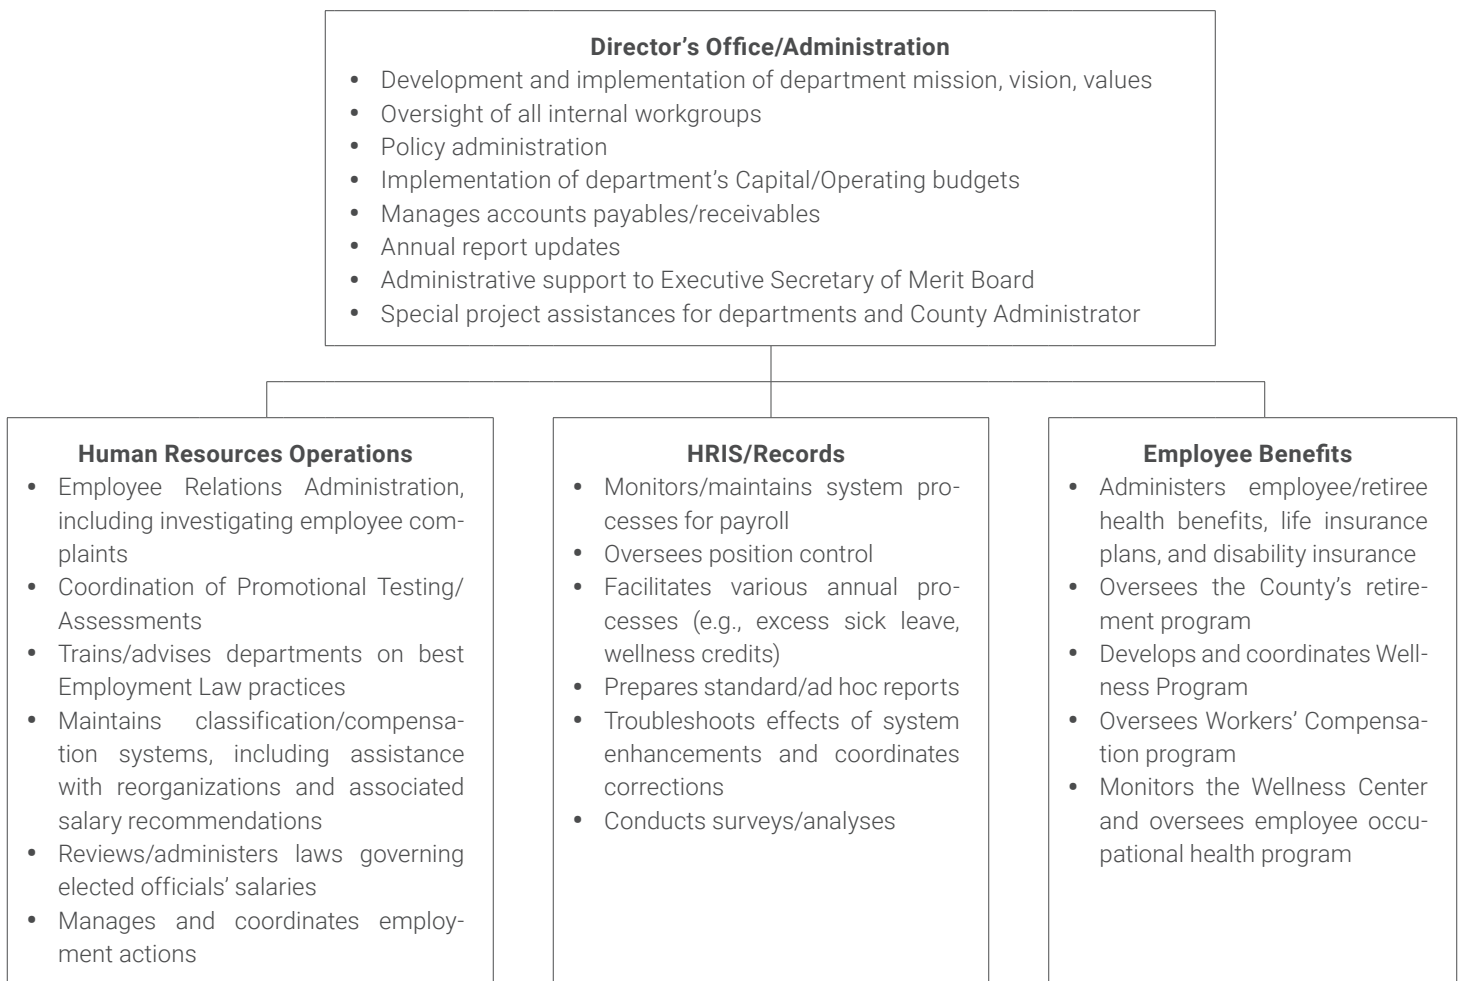 Director’s Office/Administration
• Development and implementation of department mission, vision, values
• Oversight of all internal workgroups
• Policy administration
• Implementation of department’s Capital/Operating budgets
• Manages accounts payables/receivables
• Annual report updates
• Administrative support to Executive Secretary of Merit Board
• Special project assistances for departments and County Administrator
Human Resources Operations
• Employee Relations Administration,
including investigating employee com-
plaints
• Coordination of Promotional Testing/
Assessments
• Trains/advises departments on best
Employment Law practices
• Maintains classification/compensa-
tion systems, including assistance
with reorganizations and associated
salary recommendations
• Reviews/administers laws governing
elected officials’ salaries
• Manages and coordinates employ-
ment actions
HRIS/Records
• Monitors/maintains system pro-
cesses for payroll
• Oversees position control
• Facilitates various annual pro-
cesses (e.g., excess sick leave,
wellness credits)
• Prepares standard/ad hoc reports
• Troubleshoots effects of system
enhancements and coordinates
corrections
• Conducts surveys/analyses
Employee Benefits
• Administers employee/retiree
health benefits, life insurance
plans, and disability insurance
• Oversees the County’s retire-
ment program
• Develops and coordinates Well-
ness Program
• Oversees Workers’ Compensa-
tion program
• Monitors the Wellness Center
and oversees employee occu-
pational health program